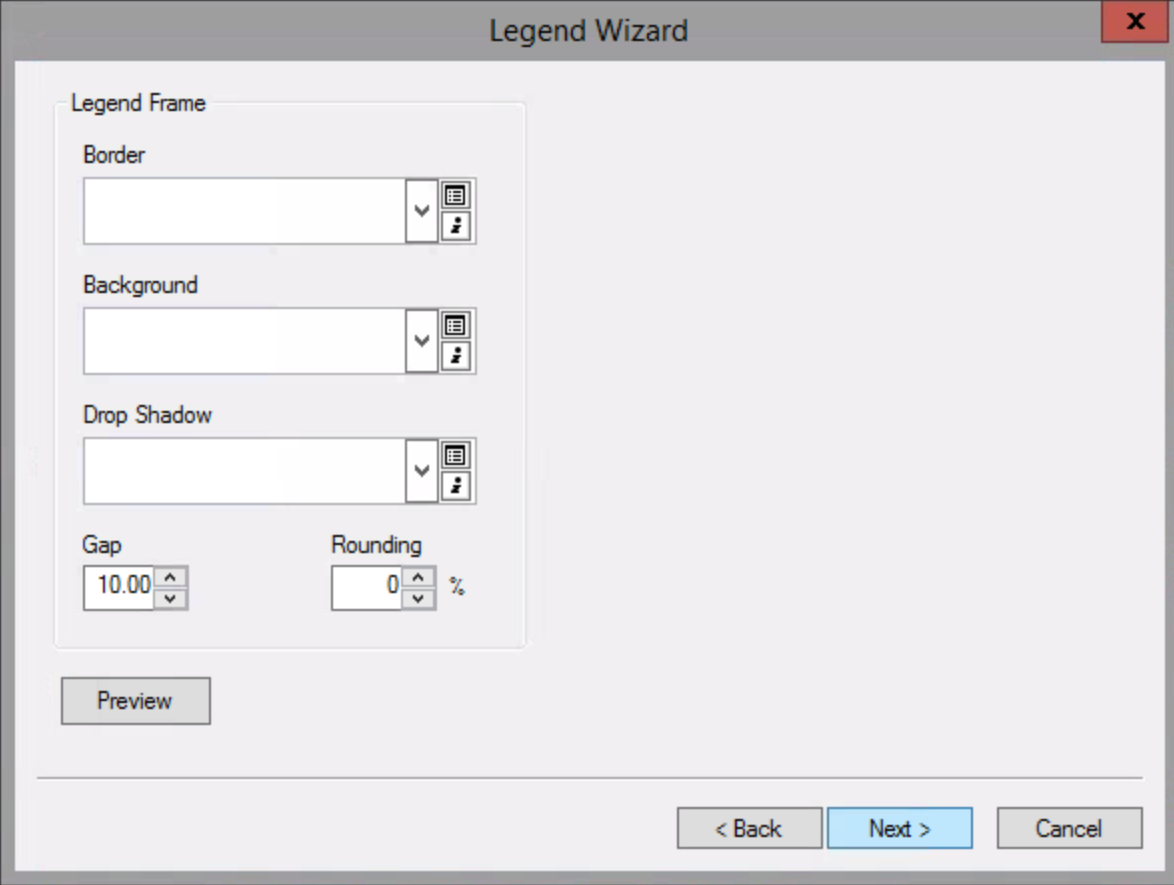 Legend Wizard
Legend Frame
Border
Background
Drop Shadow
Gap Rounding
10.00 0 %
Preview
< Back Next > Cancel